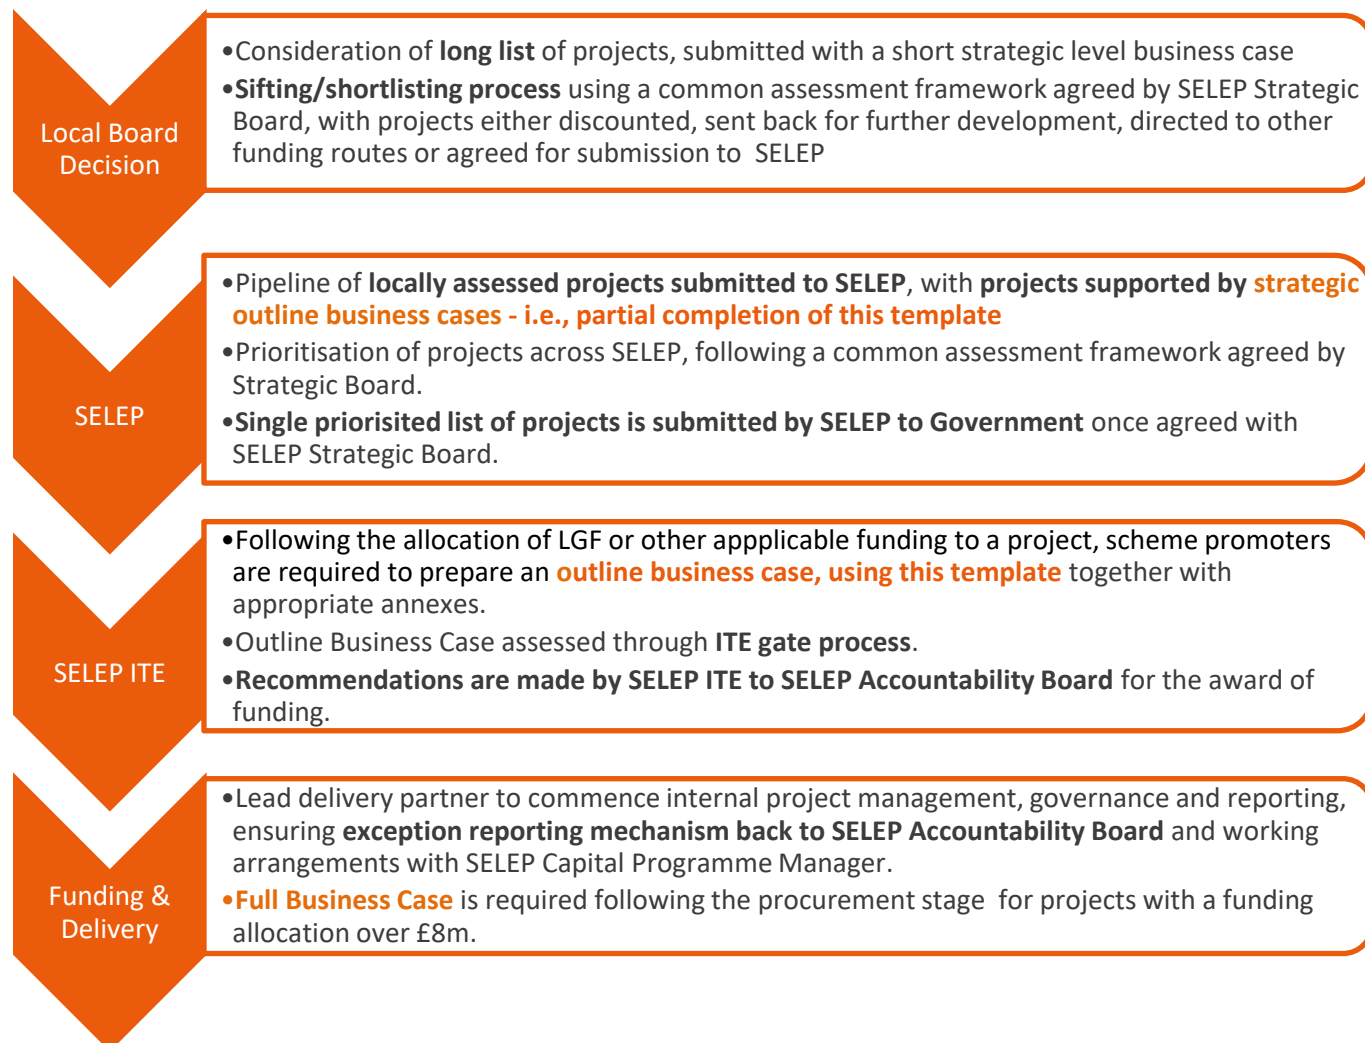 Local Board
Decision
•Consideration of long list of projects, submitted with a short strategic level business case
•Sifting/shortlisting process using a common assessment framework agreed by SELEP Strategic
Board, with projects either discounted, sent back for further development, directed to other
funding routes or agreed for submission to SELEP
SELEP
•Pipeline of locally assessed projects submitted to SELEP, with projects supported by strategic
outline business cases - i.e., partial completion of this template
•Prioritisation of projects across SELEP, following a common assessment framework agreed by
Strategic Board.
•Single priorisited list of projects is submitted by SELEP to Government once agreed with
SELEP Strategic Board.
SELEP ITE
•Following the allocation of LGF or other appplicable funding to a project, scheme promoters
are required to prepare an outline business case, using this template together with
appropriate annexes.
•Outline Business Case assessed through ITE gate process.
•Recommendations are made by SELEP ITE to SELEP Accountability Board for the award of
funding.
Funding &
Delivery
•Lead delivery partner to commence internal project management, governance and reporting,
ensuring exception reporting mechanism back to SELEP Accountability Board and working
arrangements with SELEP Capital Programme Manager.
•Full Business Case is required following the procurement stage for projects with a funding
allocation over £8m.